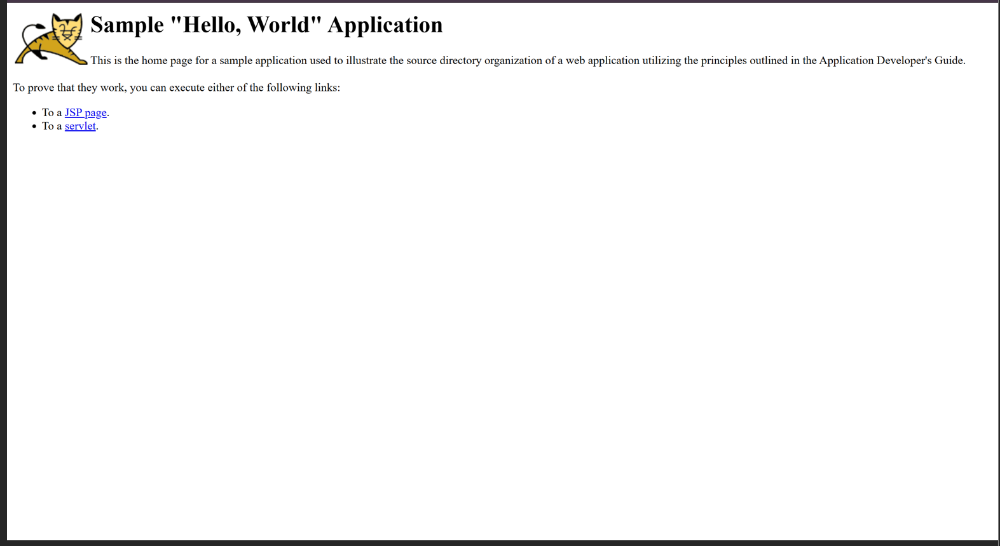 Sample "Hello, World" Application
This is the home page for a sample application used to illustrate the source directory organization of a web application utilizing the principles outlined in the Application Developer's Guide.
To prove that they work, you can execute either of the following links:
• To a JSP page.
• To a servlet.